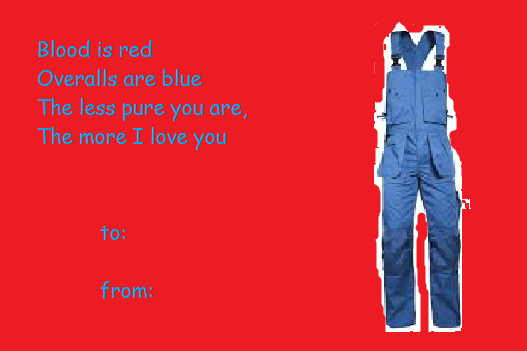 Blood is red
Overalls are blue
The less pure you are,
The more I love you
to:
from: